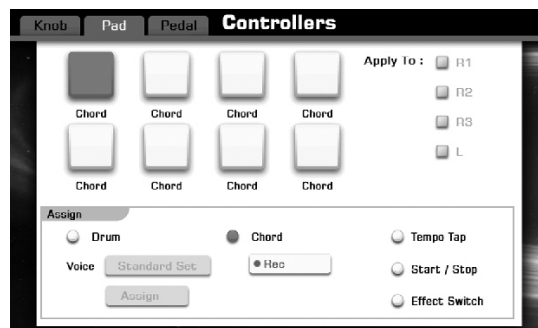 Knob Pad Pedal Controllers
Apply To : R1
R2
Chord Chord Chord Chord
R3
L
Chord Chord Chord Chord
Assign
Drum Chord Tempo Tap
Voice Standard Set Rec Start / Stop
Assign Effect Switch